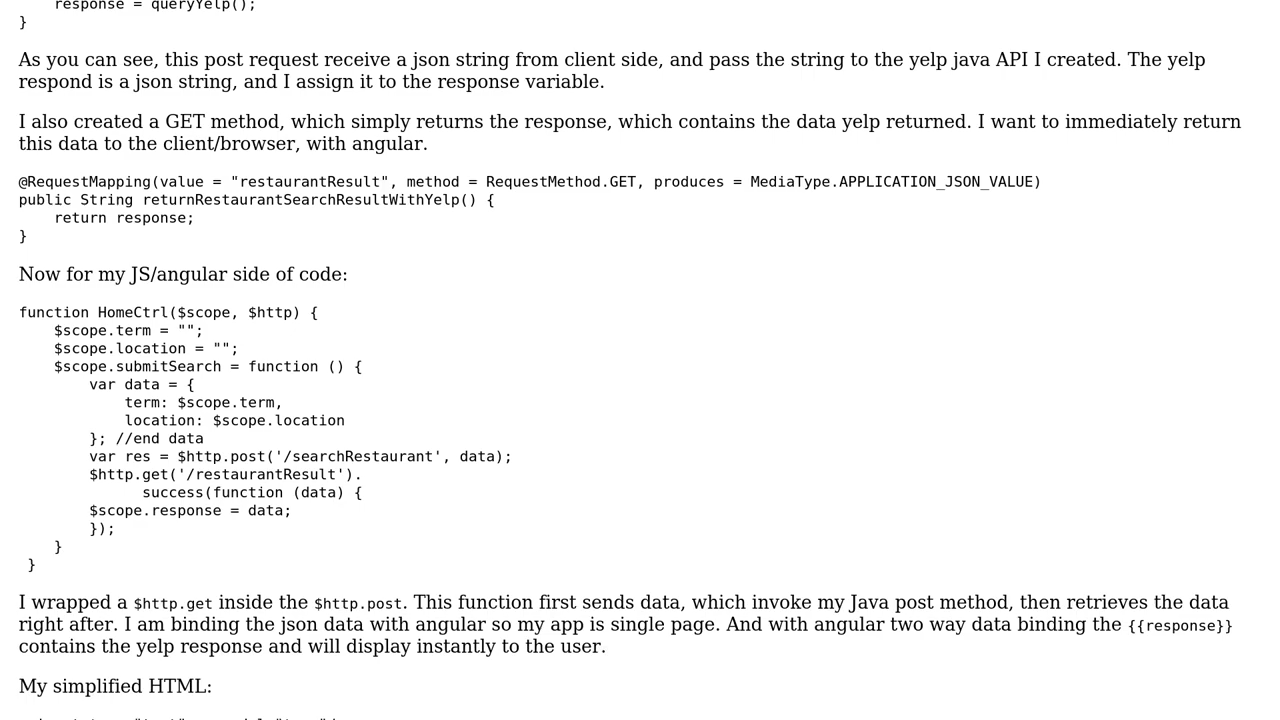 response = queryYelp();
}
As you can see, this post request receive a json string from client side, and pass the string to the yelp java API I created. The yelp
respond is a json string, and I assign it to the response variable.
I also created a GET method, which simply returns the response, which contains the data yelp returned. I want to immediately return
this data to the client/browser, with angular.
@RequestMapping(value = "restaurantResult", method = RequestMethod.GET, produces = MediaType.APPLICATION_JSON_VALUE)
public String returnRestaurantSearchResultWithYelp() {
    return response;
}
Now for my JS/angular side of code:
function HomeCtrl($scope, $http) {
    $scope.term = "";
    $scope.location = "";
    $scope.submitSearch = function () {
        var data = {
            term: $scope.term,
            location: $scope.location
        }; //end data
        var res = $http.post('/searchRestaurant', data);
        $http.get('/restaurantResult').
              success(function (data) {
        $scope.response = data;
        });
    }
 }
I wrapped a $http.get inside the $http.post. This function first sends data, which invoke my Java post method, then retrieves the data
right after. I am binding the json data with angular so my app is single page. And with angular two way data binding the {{response}}
contains the yelp response and will display instantly to the user.
My simplified HTML: